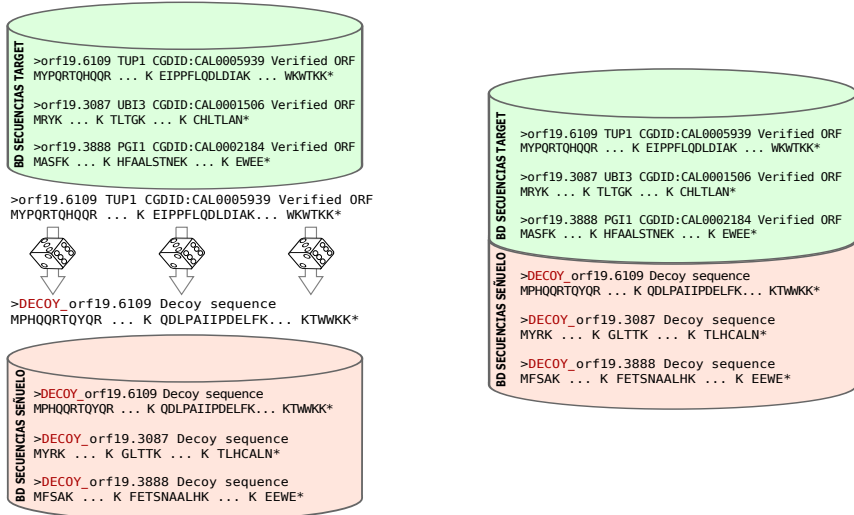 BD SECUENCIAS TARGET
>orf19.6109 TUP1 CGDID:CAL0005939 Verified ORF
MYPQRTQHQQR ... K EIPPFLQDLDIAK ... WKWTKK*
>orf19.3087 UBI3 CGDID:CAL0001506 Verified ORF
MRYK ... K TLTGK ... K CHLTLAN*
>orf19.3888 PGI1 CGDID:CAL0002184 Verified ORF
MASFK ... K HFAALSTNEK ... K EWEE*
>orf19.6109 TUP1 CGDID:CAL0005939 Verified ORF
MYPQRTQHQQR ... K EIPPFLQDLDIAK... WKWTKK*
>DECOY_orf19.6109 Decoy sequence
MPHQQRTQYQR ... K QDLPAIIPDELFK... KTWWKK*
BD SECUENCIAS SEÑUELO
>DECOY_orf19.6109 Decoy sequence
MPHQQRTQYQR ... K QDLPAIIPDELFK... KTWWKK*
>DECOY_orf19.3087 Decoy sequence
MYRK ... K GLTTK ... K TLHCALN*
>DECOY_orf19.3888 Decoy sequence
MFSAK ... K FETSNAALHK ... K EEWE*
BD SECUENCIAS TARGET
>orf19.6109 TUP1 CGDID:CAL0005939 Verified ORF
MYPQRTQHQQR ... K EIPPFLQDLDIAK ... WKWTKK*
>orf19.3087 UBI3 CGDID:CAL0001506 Verified ORF
MRYK ... K TLTGK ... K CHLTLAN*
>orf19.3888 PGI1 CGDID:CAL0002184 Verified ORF
MASFK ... K HFAALSTNEK ... K EWEE*
BD SECUENCIAS SEÑUELO
>DECOY_orf19.6109 Decoy sequence
MPHQQRTQYQR ... K QDLPAIIPDELFK... KTWWKK*
>DECOY_orf19.3087 Decoy sequence
MYRK ... K GLTTK ... K TLHCALN*
>DECOY_orf19.3888 Decoy sequence
MFSAK ... K FETSNAALHK ... K EEWE*